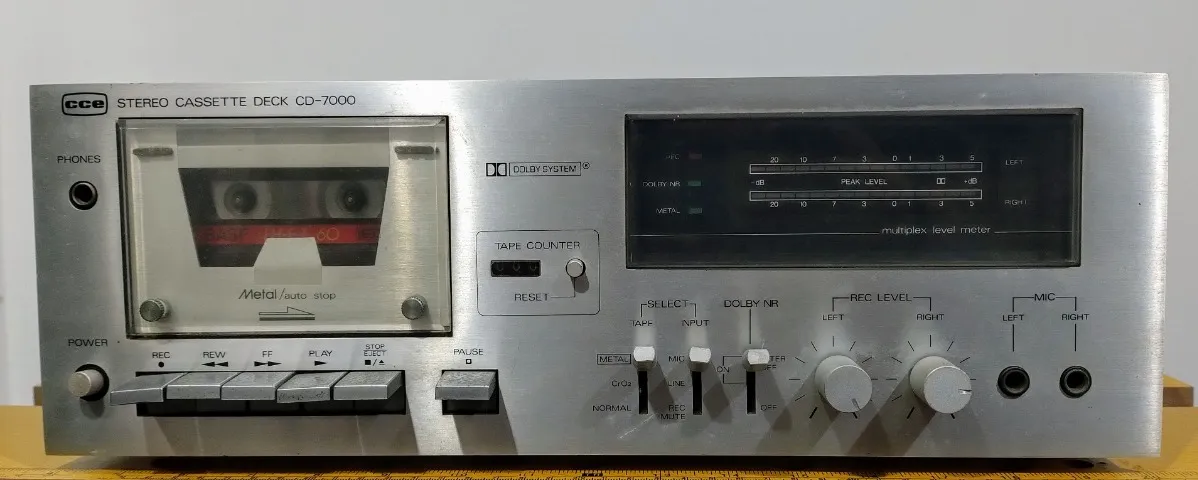 cce STEREO CASSETTE DECK CD-7000
PHONES
60
Metal/auto stop
POWER
REC
REW
FF
PLAY
STOP
EJECT
PAUSE
DOLBY SYSTEM®
TAPE COUNTER
RESET
REC
DOLBY NR
METAL
20 10 7 3 0 1 3 5
LEFT
-dB PEAK LEVEL +dB
20 10 7 3 0 1 3 5
RIGHT
multiplex level meter
SELECT
TAPE INPUT
METAL
CrO2
NORMAL
MIC
LINE
REC
MUTE
DOLBY NR
ON
OFF
REC LEVEL
LEFT RIGHT
MIC
LEFT RIGHT